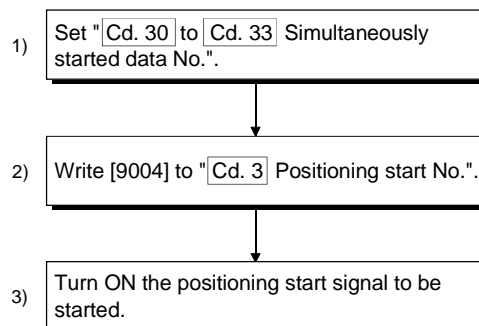 1) Set "Cd. 30 to Cd. 33 Simultaneously
started data No.".
2) Write [9004] to "Cd. 3 Positioning start No.".
3) Turn ON the positioning start signal to be
started.